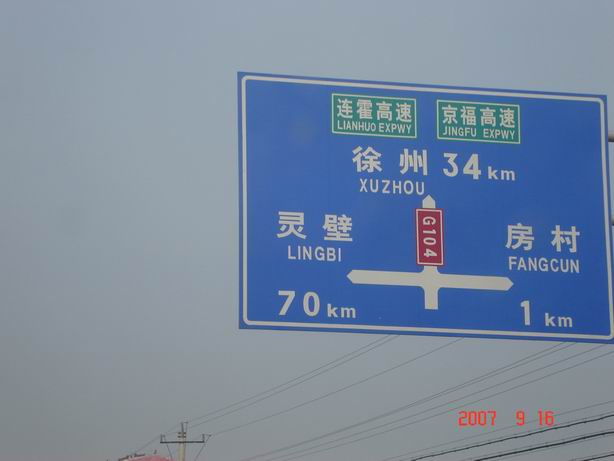 连霍高速
LIANHUO EXPWY
京福高速
JINGFU EXPWY
徐州 34 km
XUZHOU
G104
灵壁
LINGBI
房村
FANGCUN
70 km
1 km
2007 9 16